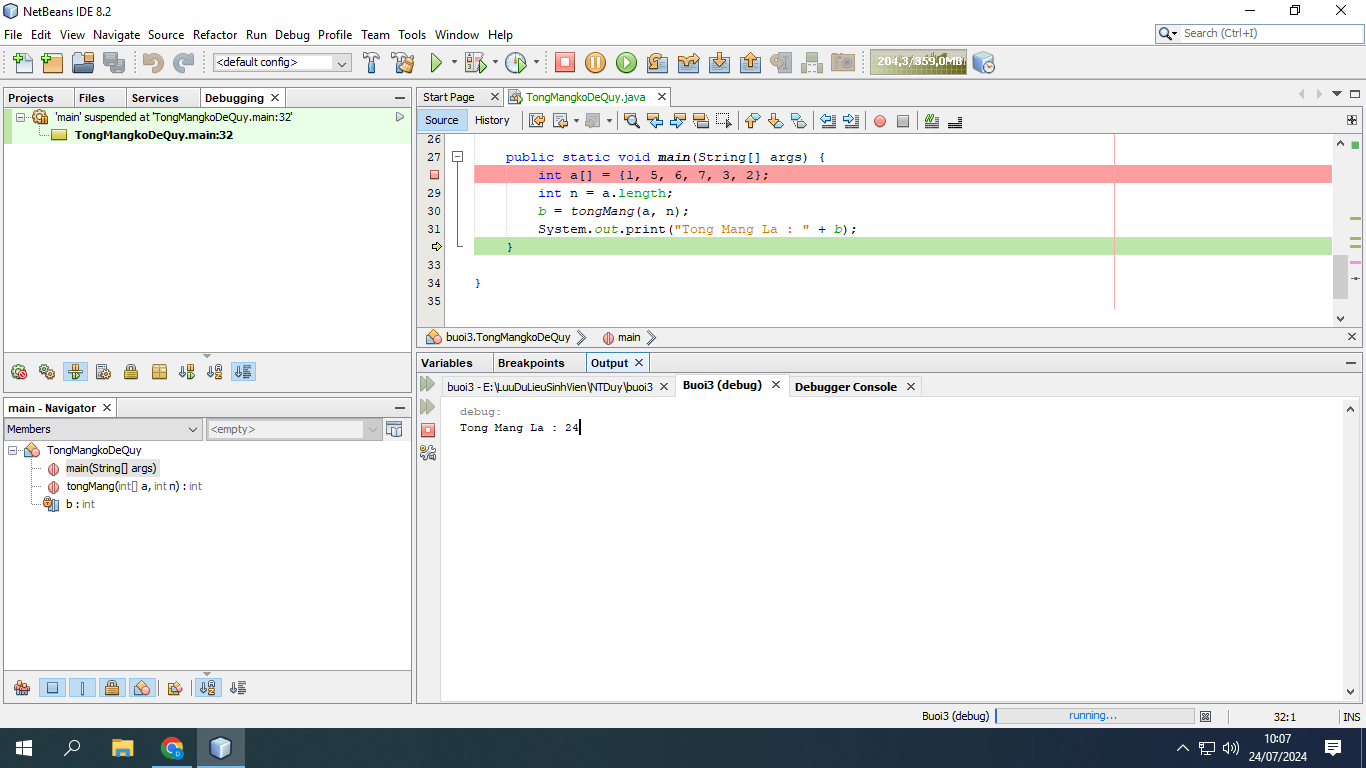 NetBeans IDE 8.2
File Edit View Navigate Source Refactor Run Debug Profile Team Tools Window Help
Search (Ctrl+I)
<default config>
204,3/359,0MB
Projects Files Services Debugging
'main' suspended at 'TongMangkoDeQuy.main:32'
TongMangkoDeQuy.main:32
Start Page TongMangkoDeQuy.java
Source History
26
27 public static void main(String[] args) {
int a[] = {1, 5, 6, 7, 3, 2};
29 int n = a.length;
30 b = tongMang(a, n);
31 System.out.print("Tong Mang La : " + b);
}
33
34 }
35
buoi3.TongMangkoDeQuy main
main - Navigator
Members <empty>
TongMangkoDeQuy
main(String[] args)
tongMang(int[] a, int n) : int
b : int
Variables Breakpoints Output
buoi3 - E:\LuuDuLieuSinhVien\NTDuy\buoi3 Buoi3 (debug) Debugger Console
debug:
Tong Mang La : 24
Buoi3 (debug) running... 32:1 INS
10:07
24/07/2024